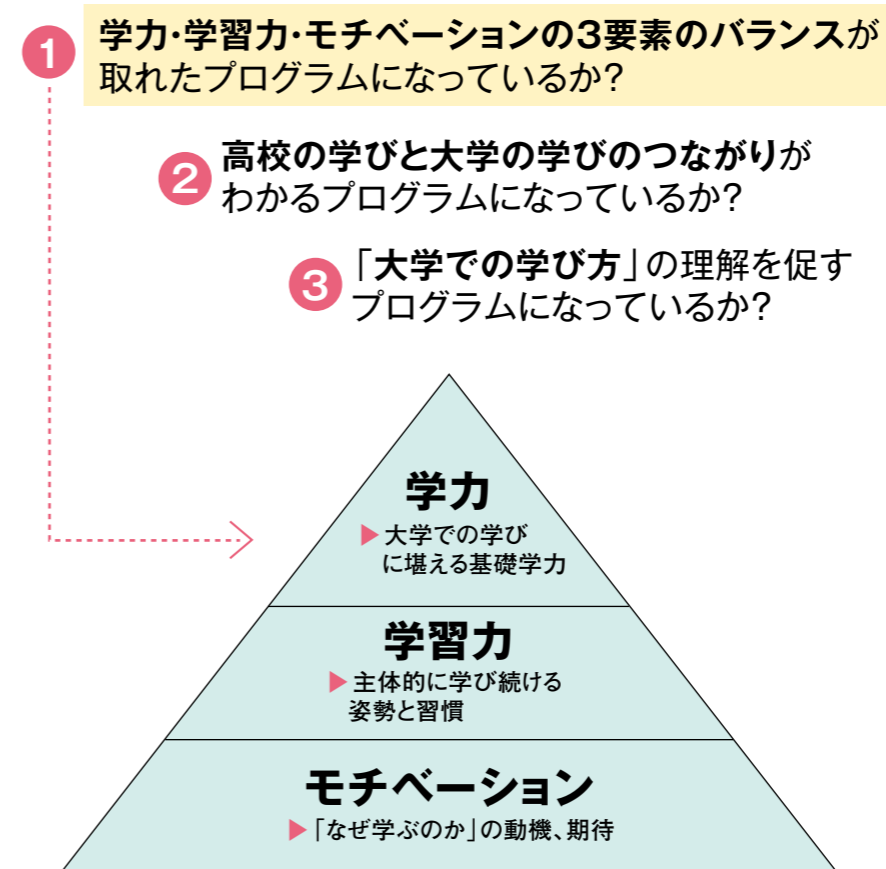 1 学力・学習力・モチベーションの3要素のバランスが
取れたプログラムになっているか？
2 高校の学びと大学の学びのつながりが
わかるプログラムになっているか？
3 「大学での学び方」の理解を促す
プログラムになっているか？
学力
▶大学での学び
に堪える基礎学力
学習力
▶主体的に学び続ける
姿勢と習慣
モチベーション
▶「なぜ学ぶのか」の動機、期待